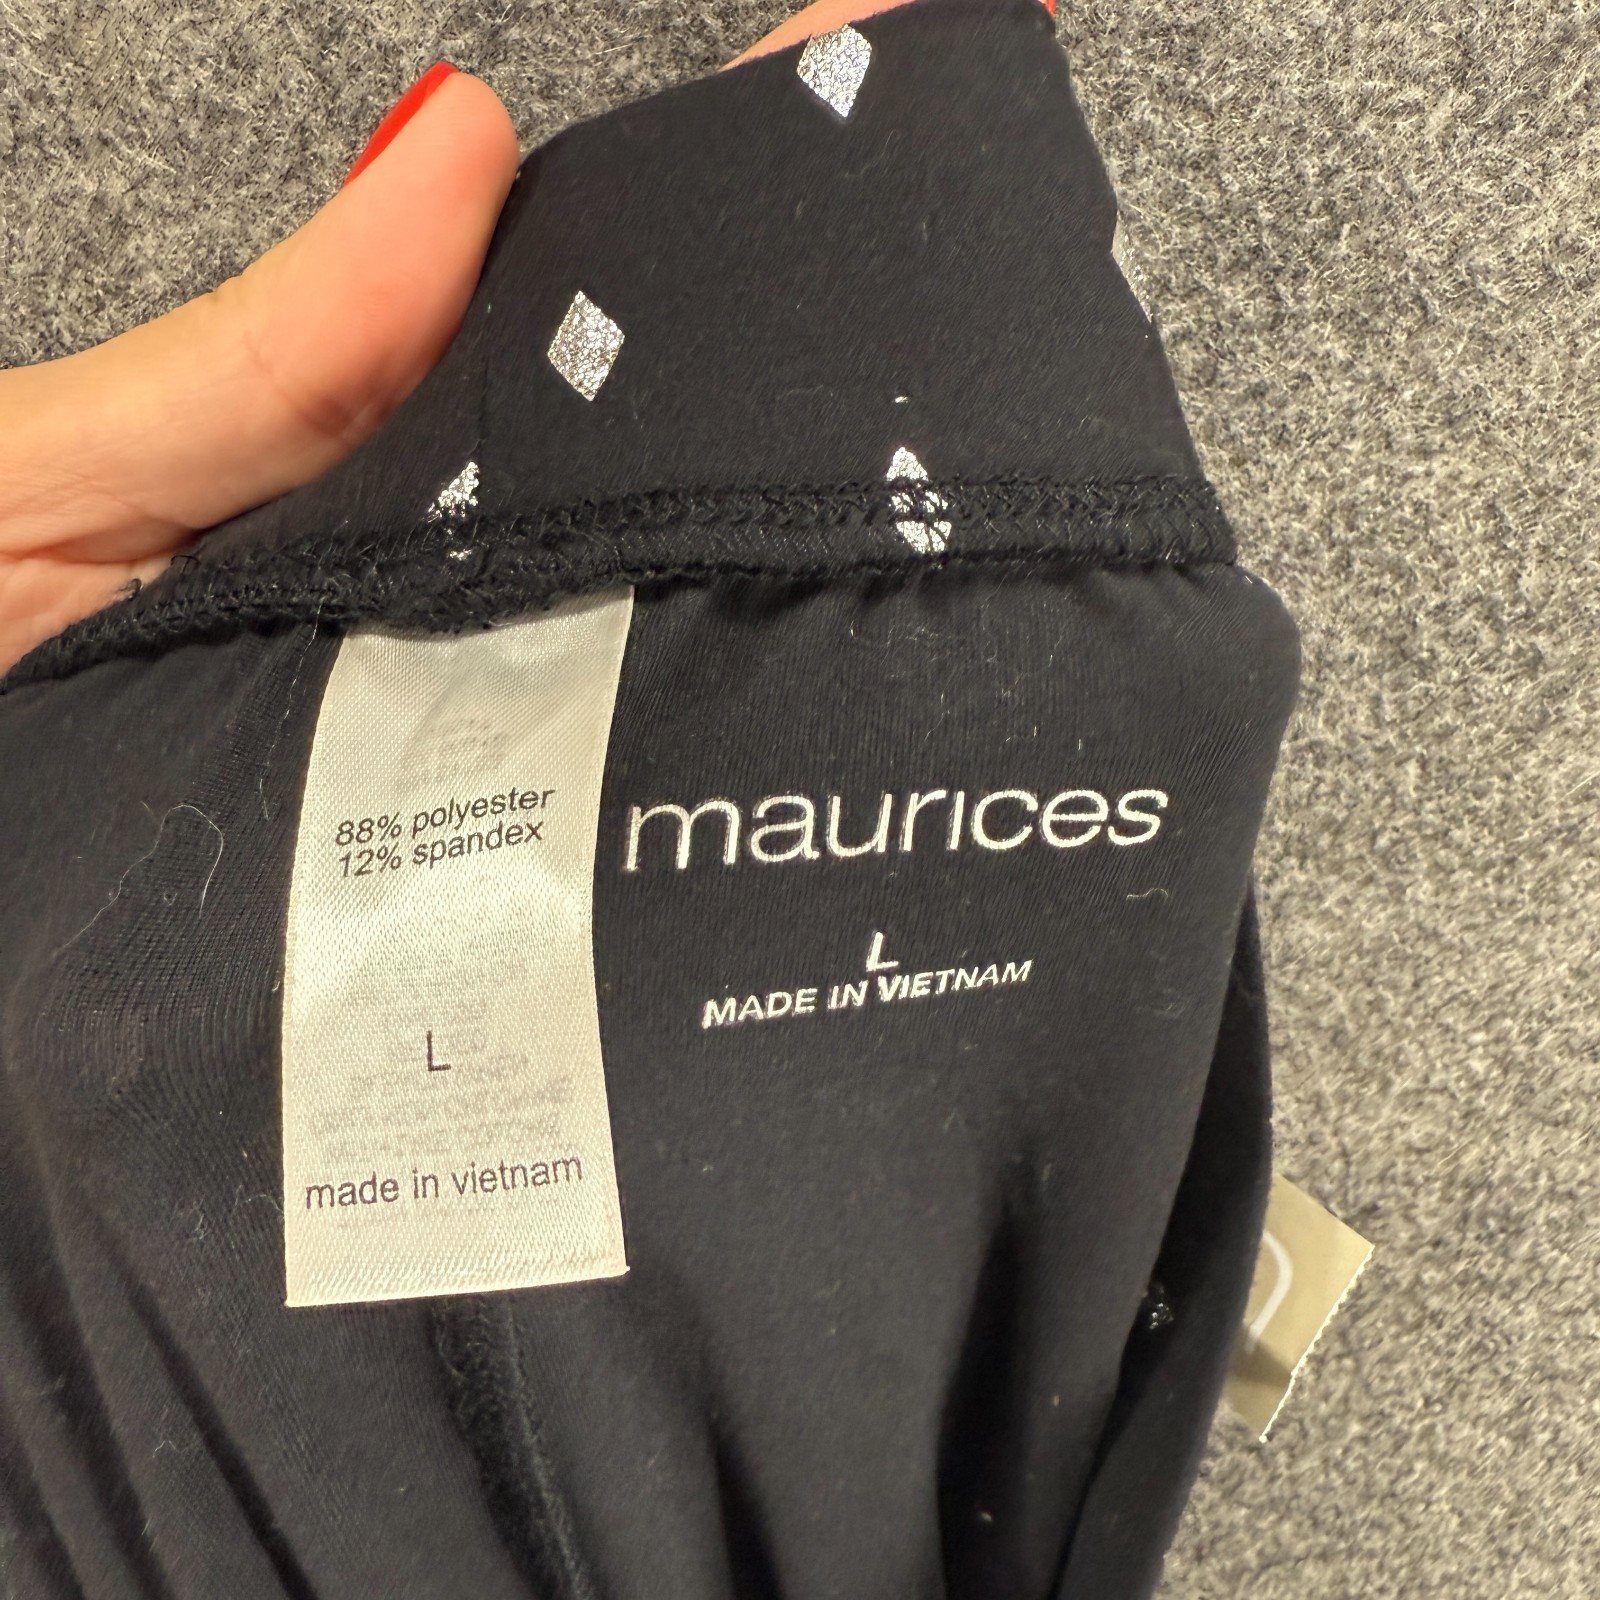 88% polyester
12% spandex
L
made in vietnam
maurices
L
MADE IN VIETNAM